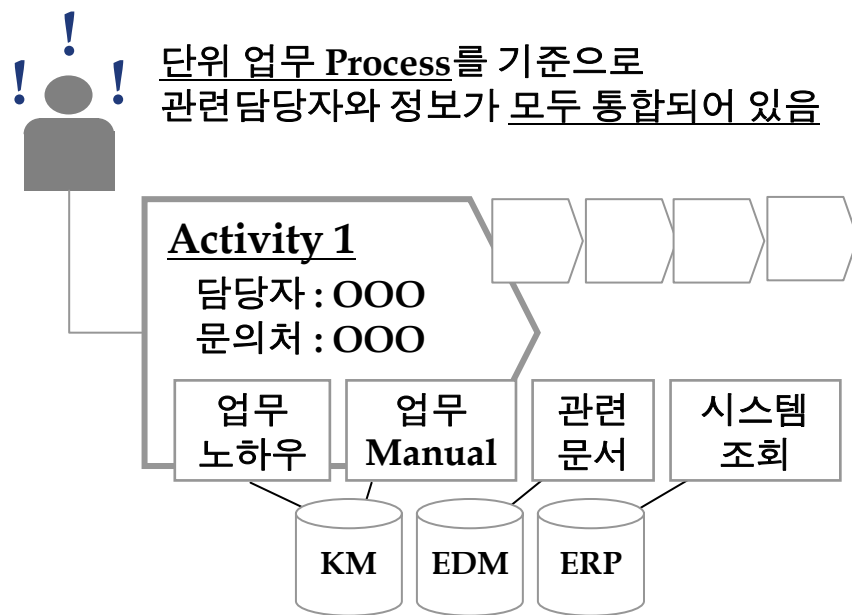 ! ! !
단위 업무 Process를 기준으로
관련담당자와 정보가 모두 통합되어 있음
Activity 1
담당자 : OOO
문의처 : OOO
업무
노하우
업무
Manual
관련
문서
시스템
조회
KM
EDM
ERP